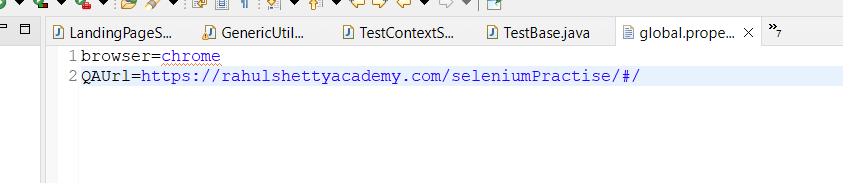 LandingPageS... GenericUtil... TestContextS... TestBase.java global.prope... »7
1 browser=chrome
2 QAUrl=https://rahulshettyacademy.com/seleniumPractise/#/